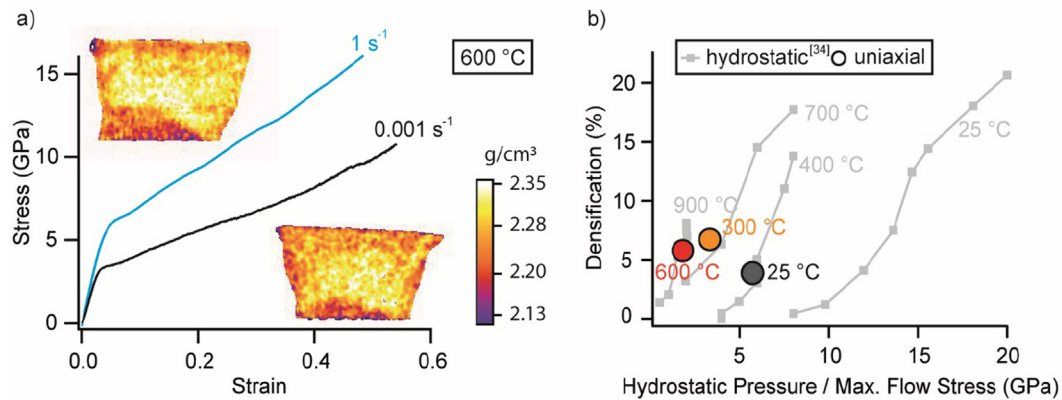 a)
1 s⁻¹
600 °C
0.001 s⁻¹
Stress (GPa)
15
10
5
0
0.0
0.2
0.4
0.6
Strain
g/cm³
2.35
2.28
2.20
2.13
b)
hydrostatic[34] O uniaxial
Densification (%)
20
15
10
5
0
700 °C
25 °C
400 °C
900 °C
300 °C
600 °C
25 °C
5
10
15
20
Hydrostatic Pressure / Max. Flow Stress (GPa)